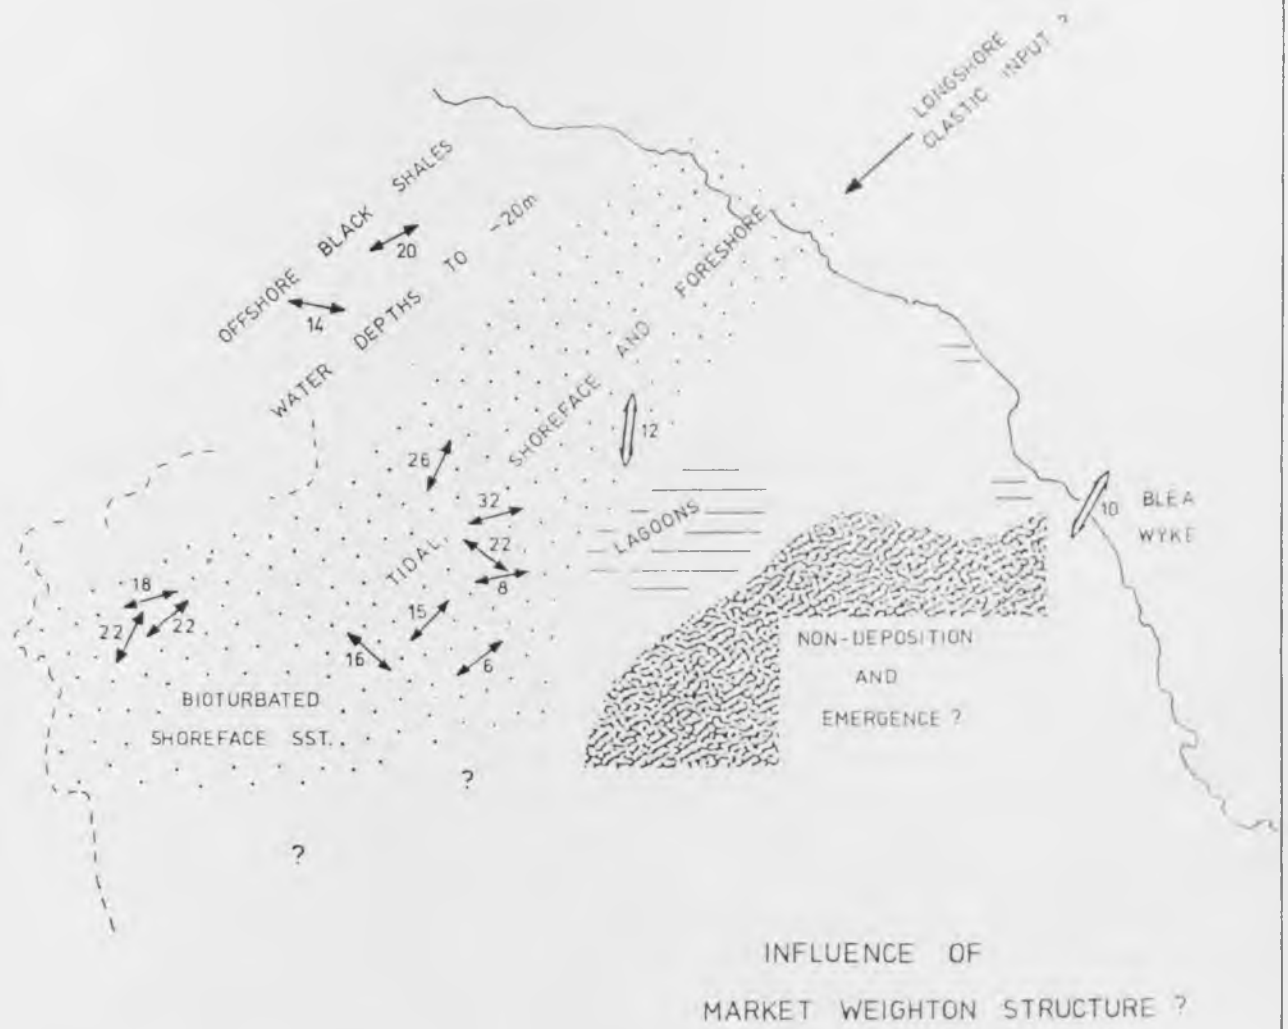 LONGSHORE
CLASTIC INPUT ?
OFFSHORE BLACK SHALES
20
14
WATER DEPTHS TO -20m
TIDAL SHOREFACE AND FORESHORE
12
26
32
22
8
LAGOONS
10
BLEA
WYKE
18
22
22
15
16
6
NON-DEPOSITION
AND
EMERGENCE ?
BIOTURBATED
SHOREFACE SST.
?
?
INFLUENCE OF
MARKET WEIGHTON STRUCTURE ?